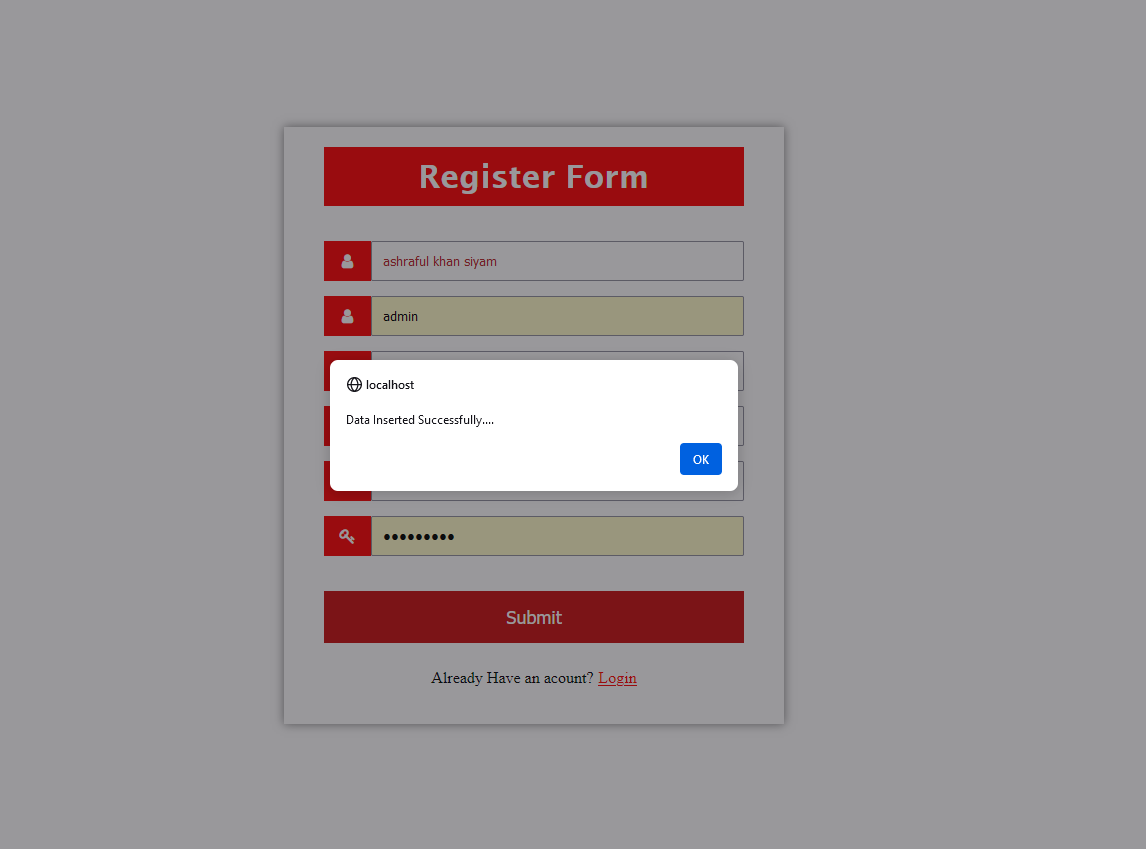 Register Form
ashraful khan siyam
admin
localhost
Data Inserted Successfully....
OK
•••••••••
Submit
Already Have an acount? Login